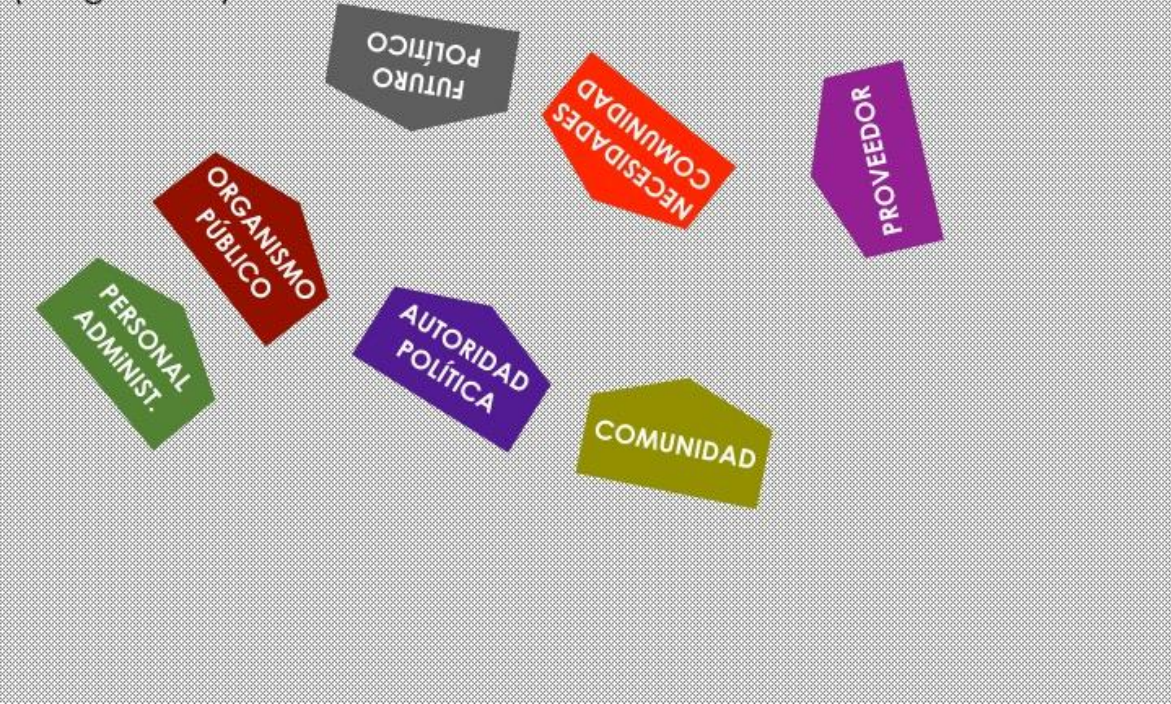 FUTURO
POLÍTICO
NECESIDADES
COMUNIDAD
PROVEEDOR
ORGANISMO
PÚBLICO
PERSONAL
ADMiNIST.
AUTORIDAD
POLÍTICA
COMUNIDAD